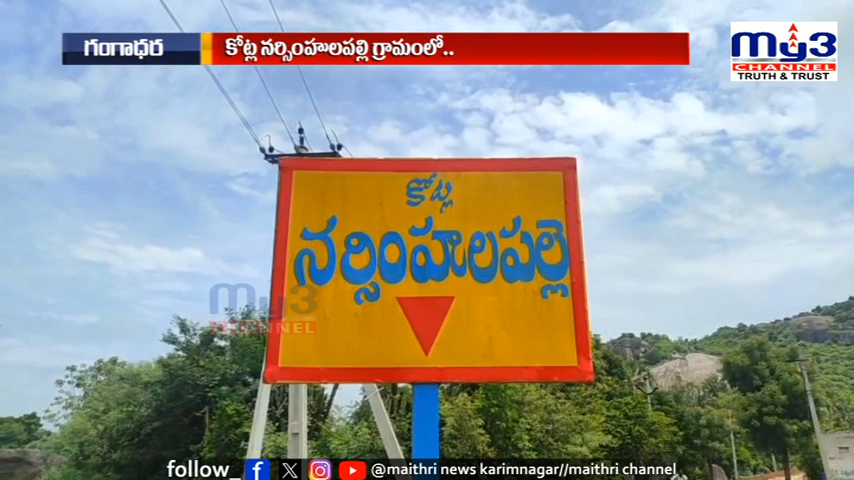 గంగాధర
కోట్ల నర్సింహులపల్లి గ్రామంలో..
my3
CHANNEL
TRUTH & TRUST
కోట్ల
నర్సింహులపల్లె
my3
CHANNEL
follow_ @maithri news karimnagar//maithri channel